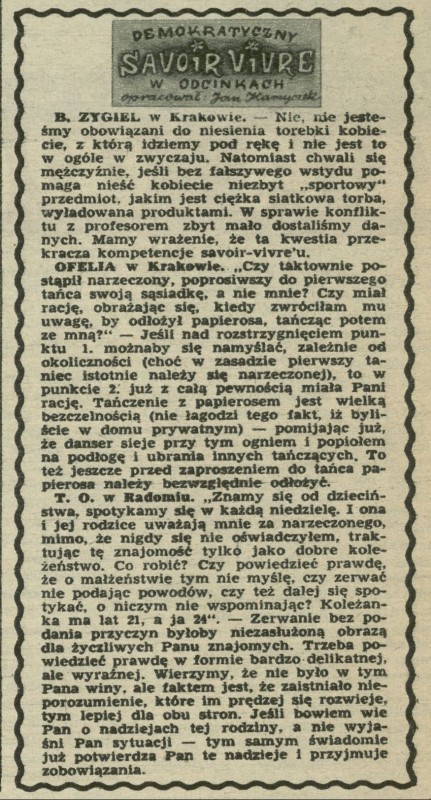 DEMOKRATYCZNY
SAVOIR VIVRE
W ODCINKACH
opracował: Jan Kamyczek
B. ZYGIEL w Krakowie. — Nie, nie jeste-
śmy obowiązani do niesienia torebki kobie-
cie, z którą idziemy pod rękę i nie jest to
w ogóle w zwyczaju. Natomiast chwali się
mężczyźnie, jeśli bez fałszywego wstydu po-
maga nieść kobiecie niezbyt „sportowy"
przedmiot, jakim jest ciężka siatkowa torba,
wyładowana produktami. W sprawie konflik-
tu z profesorem zbyt mało dostaliśmy da-
nych. Mamy wrażenie, że ta kwestia prze-
kracza kompetencje savoir-vivre'u.
OFELIA w Krakowie. „Czy taktownie po-
stąpił narzeczony, poprosiwszy do pierwszego
tańca swoją sąsiadkę, a nie mnie? Czy miał
rację, obrażając się, kiedy zwróciłam mu
uwagę, by odłożył papierosa, tańcząc potem
ze mną?" — Jeśli nad rozstrzygnięciem pun-
ktu 1. możnaby się namyślać, zależnie od
okoliczności (choć w zasadzie pierwszy ta-
niec istotnie należy się narzeczonej), to w
punkcie 2. już z całą pewnością miała Pani
rację. Tańczenie z papierosem jest wielką
bezczelnością (nie łagodzi tego fakt, iż byli-
ście w domu prywatnym) — pomijając już,
że danser sieje przy tym ogniem i popiołem
na podłogę i ubrania innych tańczących. To
też jeszcze przed zaproszeniem do tańca pa-
pierosa należy bezwzględnie odłożyć.
T. O. w Radomiu. „Znamy się od dzieciń-
stwa, spotykamy się w każdą niedzielę. I ona
i jej rodzice uważają mnie za narzeczonego,
mimo, że nigdy się nie oświadczyłem, trak-
tując tę znajomość tylko jako dobre kole-
żeństwo. Co robić? Czy powiedzieć prawdę,
że o małżeństwie tym nie myślę, czy zerwać
nie podając powodów, czy też dalej się spo-
tykać, o niczym nie wspominając? Koleżan-
ka ma lat 21, a ja 24". — Zerwanie bez po-
dania przyczyn byłoby niezasłużoną obrazą
dla życzliwych Panu znajomych. Trzeba po-
wiedzieć prawdę w formie bardzo delikatnej,
ale wyraźnej. Wierzymy, że nie było w tym
Pana winy, ale faktem jest, że zaistniało nie-
porozumienie, które im prędzej się rozwieje,
tym lepiej dla obu stron. Jeśli bowiem wie
Pan o nadziejach tej rodziny, a nie wyja-
śni Pan sytuacji — tym samym świadomie
już potwierdza Pan te nadzieje i przyjmuje
zobowiązania.